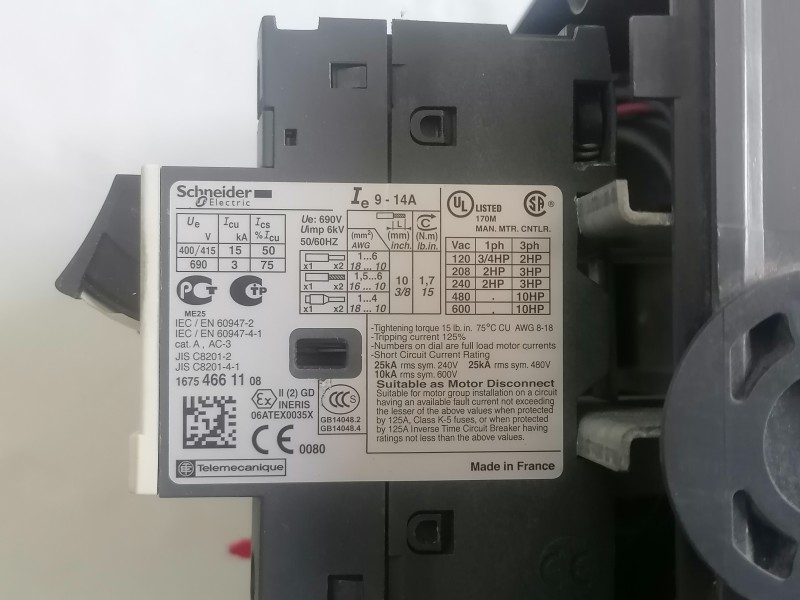 Schneider
Electric
Ie 9 - 14A
UL LISTED
170M
MAN. MTR. CNTLR.
SA ®
Ue V Icu kA Ics % Icu
400/415 15 50
690 3 75
Ue: 690V
Uimp 6kV
50/60HZ
(mm²) AWG L (mm) inch. C (N.m) lb.in.
x1 x2 1...6 18 ... 10
x1 x2 1,5...6 16 ... 10
x1 x2 1...4 18 ... 10
10 3/8
1,7 15
Vac 1ph 3ph
120 3/4HP 2HP
208 2HP 3HP
240 2HP 3HP
480 . 10HP
600 . 10HP
ME25
IEC / EN 60947-2
IEC / EN 60947-4-1
cat. A , AC-3
JIS C8201-2
JIS C8201-4-1
1675 466 11 08
Ex II (2) GD
INERIS
06ATEX0035X
CCC S
GB14048.2
GB14048.4
CE 0080
-Tightening torque 15 lb. in. 75°C CU AWG 8-18
-Tripping current 125%
-Numbers on dial are full load motor currents
-Short Circuit Current Rating
25kA rms sym. 240V 25kA rms sym. 480V
10kA rms sym. 600V
Suitable as Motor Disconnect
Suitable for motor group installation on a circuit
having an available fault current not exceeding
the lesser of the above values when protected
by 125A, Class K-5 fuses, or when protected
by 125A Inverse Time Circuit Breaker having
ratings not less than the above values.
Telemecanique
Made in France